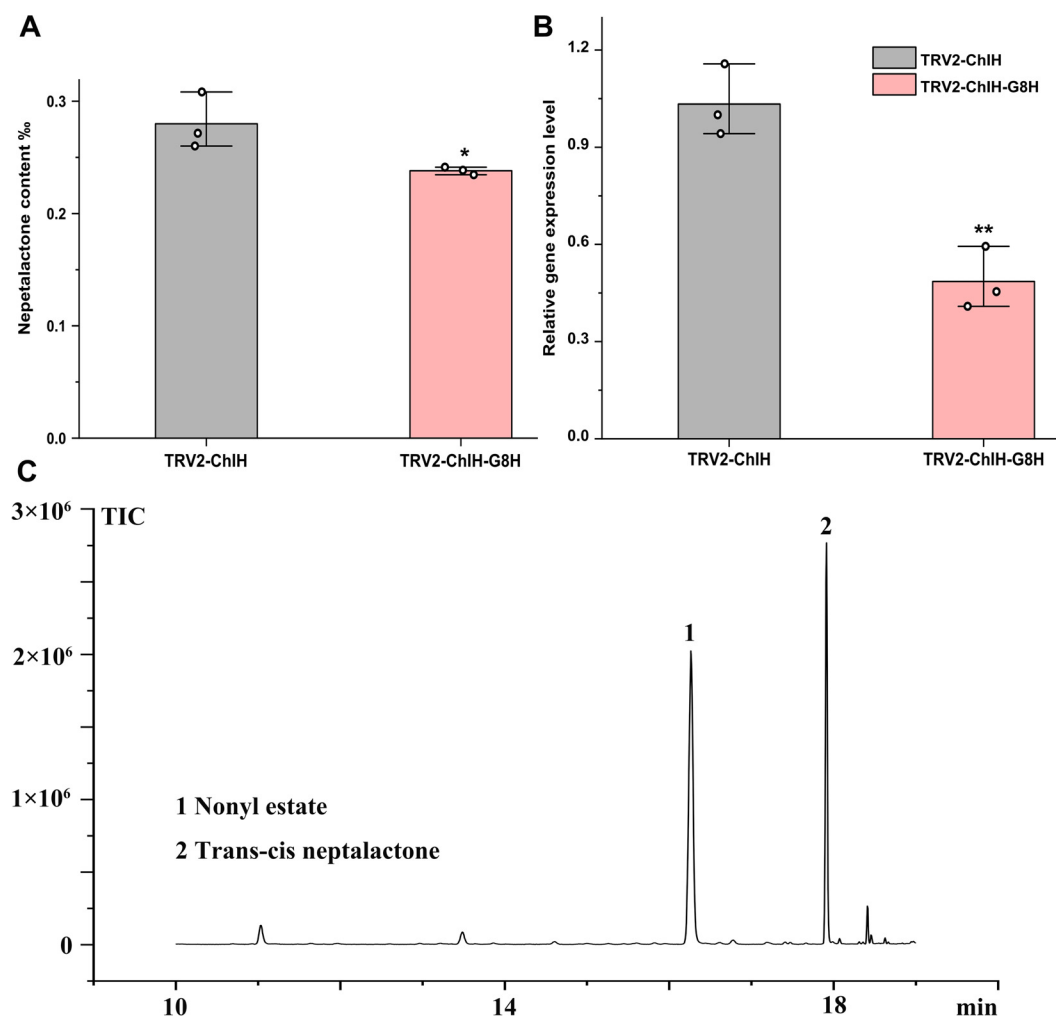 A
Nepetalactone content ‰
0.3
0.2
0.1
0.0
*
TRV2-ChlH
TRV2-ChlH-G8H
B
Relative gene expression level
1.2
0.9
0.6
0.3
0.0
**
TRV2-ChlH
TRV2-ChlH-G8H
TRV2-ChlH
TRV2-ChlH-G8H
C
3×10⁶
2×10⁶
1×10⁶
0
TIC
1
2
1 Nonyl estate
2 Trans-cis neptalactone
10
14
18
min